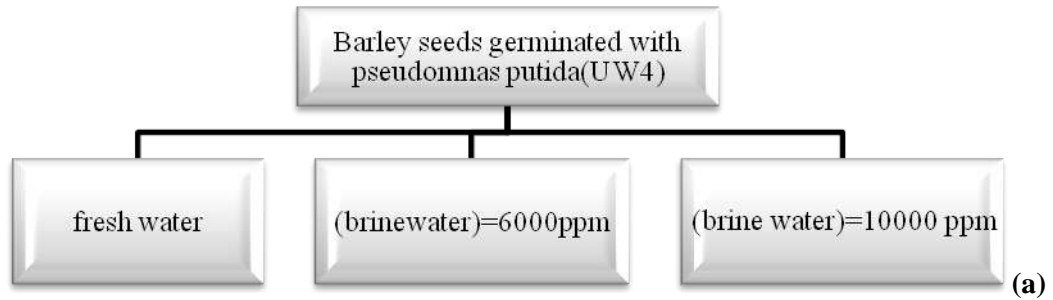 Barley seeds germinated with
pseudomnas putida(UW4)
fresh water
(brinewater)=6000ppm
(brine water)=10000 ppm
(a)